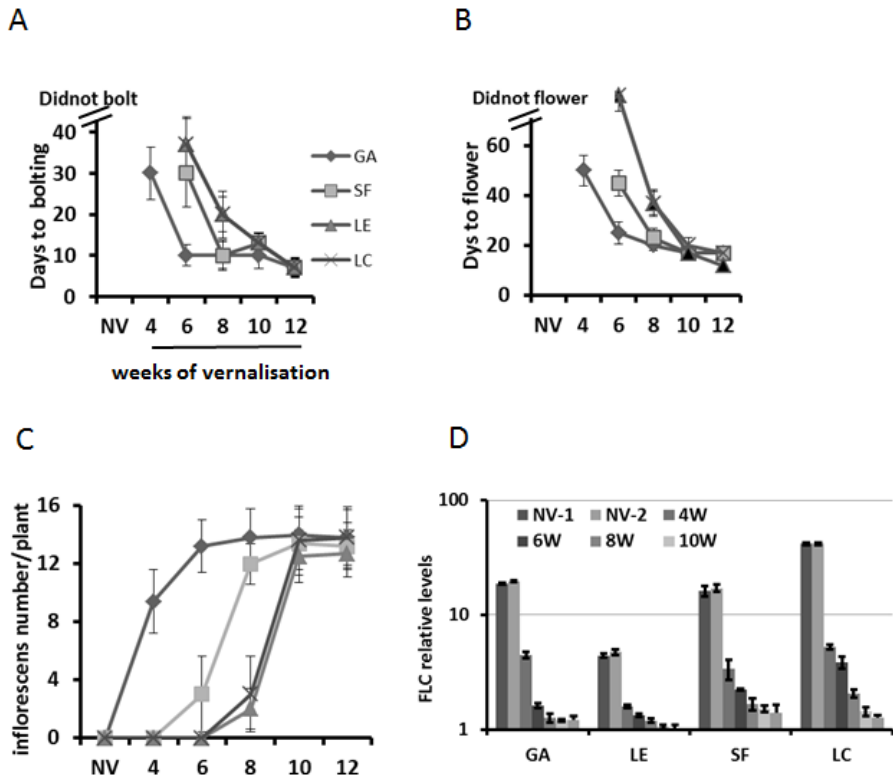 A
Didnot bolt
Days to bolting
40
30
20
10
0
NV 4 6 8 10 12
weeks of vernalisation
GA
SF
LE
LC
B
Didnot flower
Dys to flower
60
40
20
0
NV 4 6 8 10 12
C
inflorescens number/plant
16
12
8
4
0
NV 4 6 8 10 12
D
FLC relative levels
100
10
1
NV-1 NV-2 4W
6W 8W 10W
GA LE SF LC